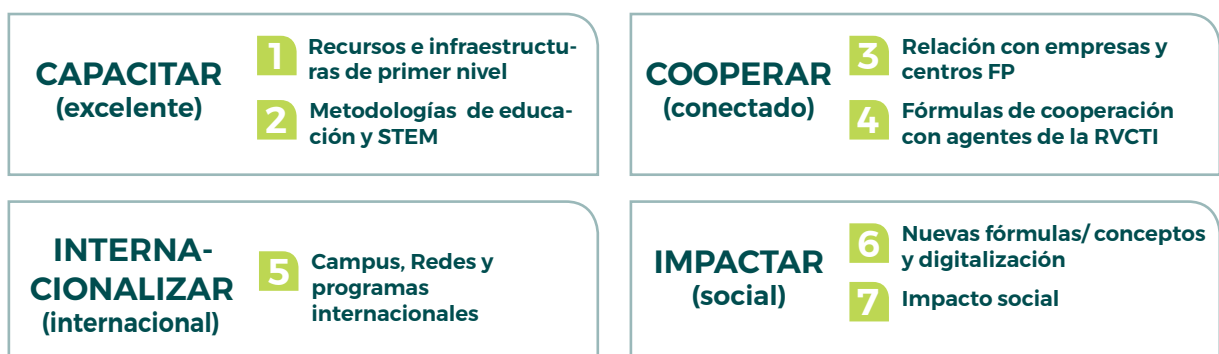 CAPACITAR
(excelente)
1
Recursos e infraestructu-
ras de primer nivel
2
Metodologías de educa-
ción y STEM
COOPERAR
(conectado)
3
Relación con empresas y
centros FP
4
Fórmulas de cooperación
con agentes de la RVCTI
INTERNA-
CIONALIZAR
(internacional)
5
Campus, Redes y
programas
internacionales
IMPACTAR
(social)
6
Nuevas fórmulas/ conceptos
y digitalización
7
Impacto social